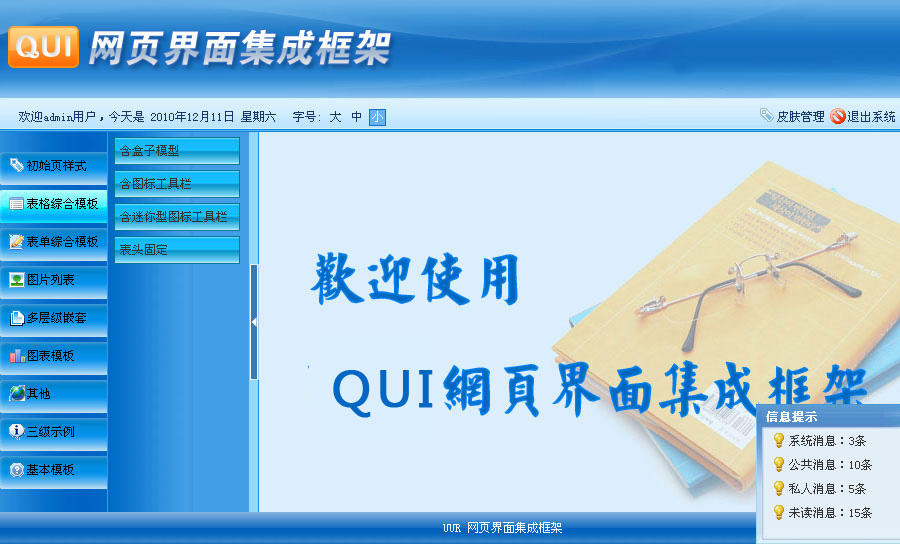 QUI 网页界面集成框架
欢迎admin用户，今天是 2010年12月11日 星期六 字号: 大 中 小 皮肤管理 退出系统
初始页样式
表格综合模板
表单综合模板
图片列表
多层级嵌套
图表模板
其他
三级示例
基本模板
含盒子模型
含图标工具栏
含迷你型图标工具栏
表头固定
歡迎使用
QUI網頁界面集成框架
信息提示
系统消息：3条
公共消息：10条
私人消息：5条
未读消息：15条
UUR 网页界面集成框架